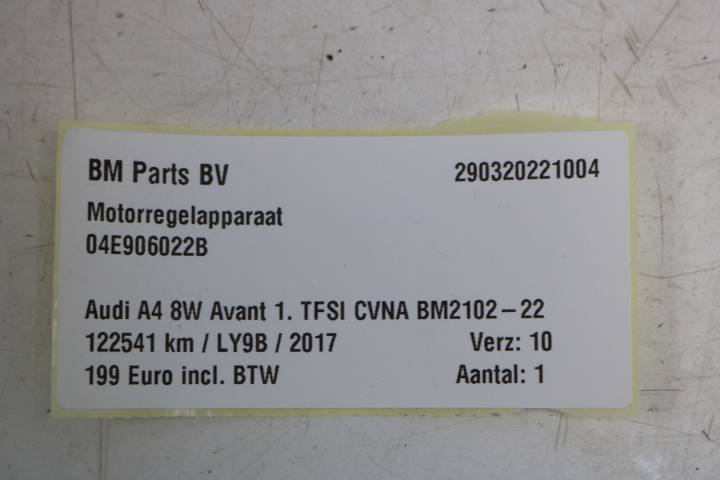 BM Parts BV 290320221004
Motorregelapparaat
04E906022B
Audi A4 8W Avant 1. TFSI CVNA BM2102-22
122541 km / LY9B / 2017 Verz: 10
199 Euro incl. BTW Aantal: 1